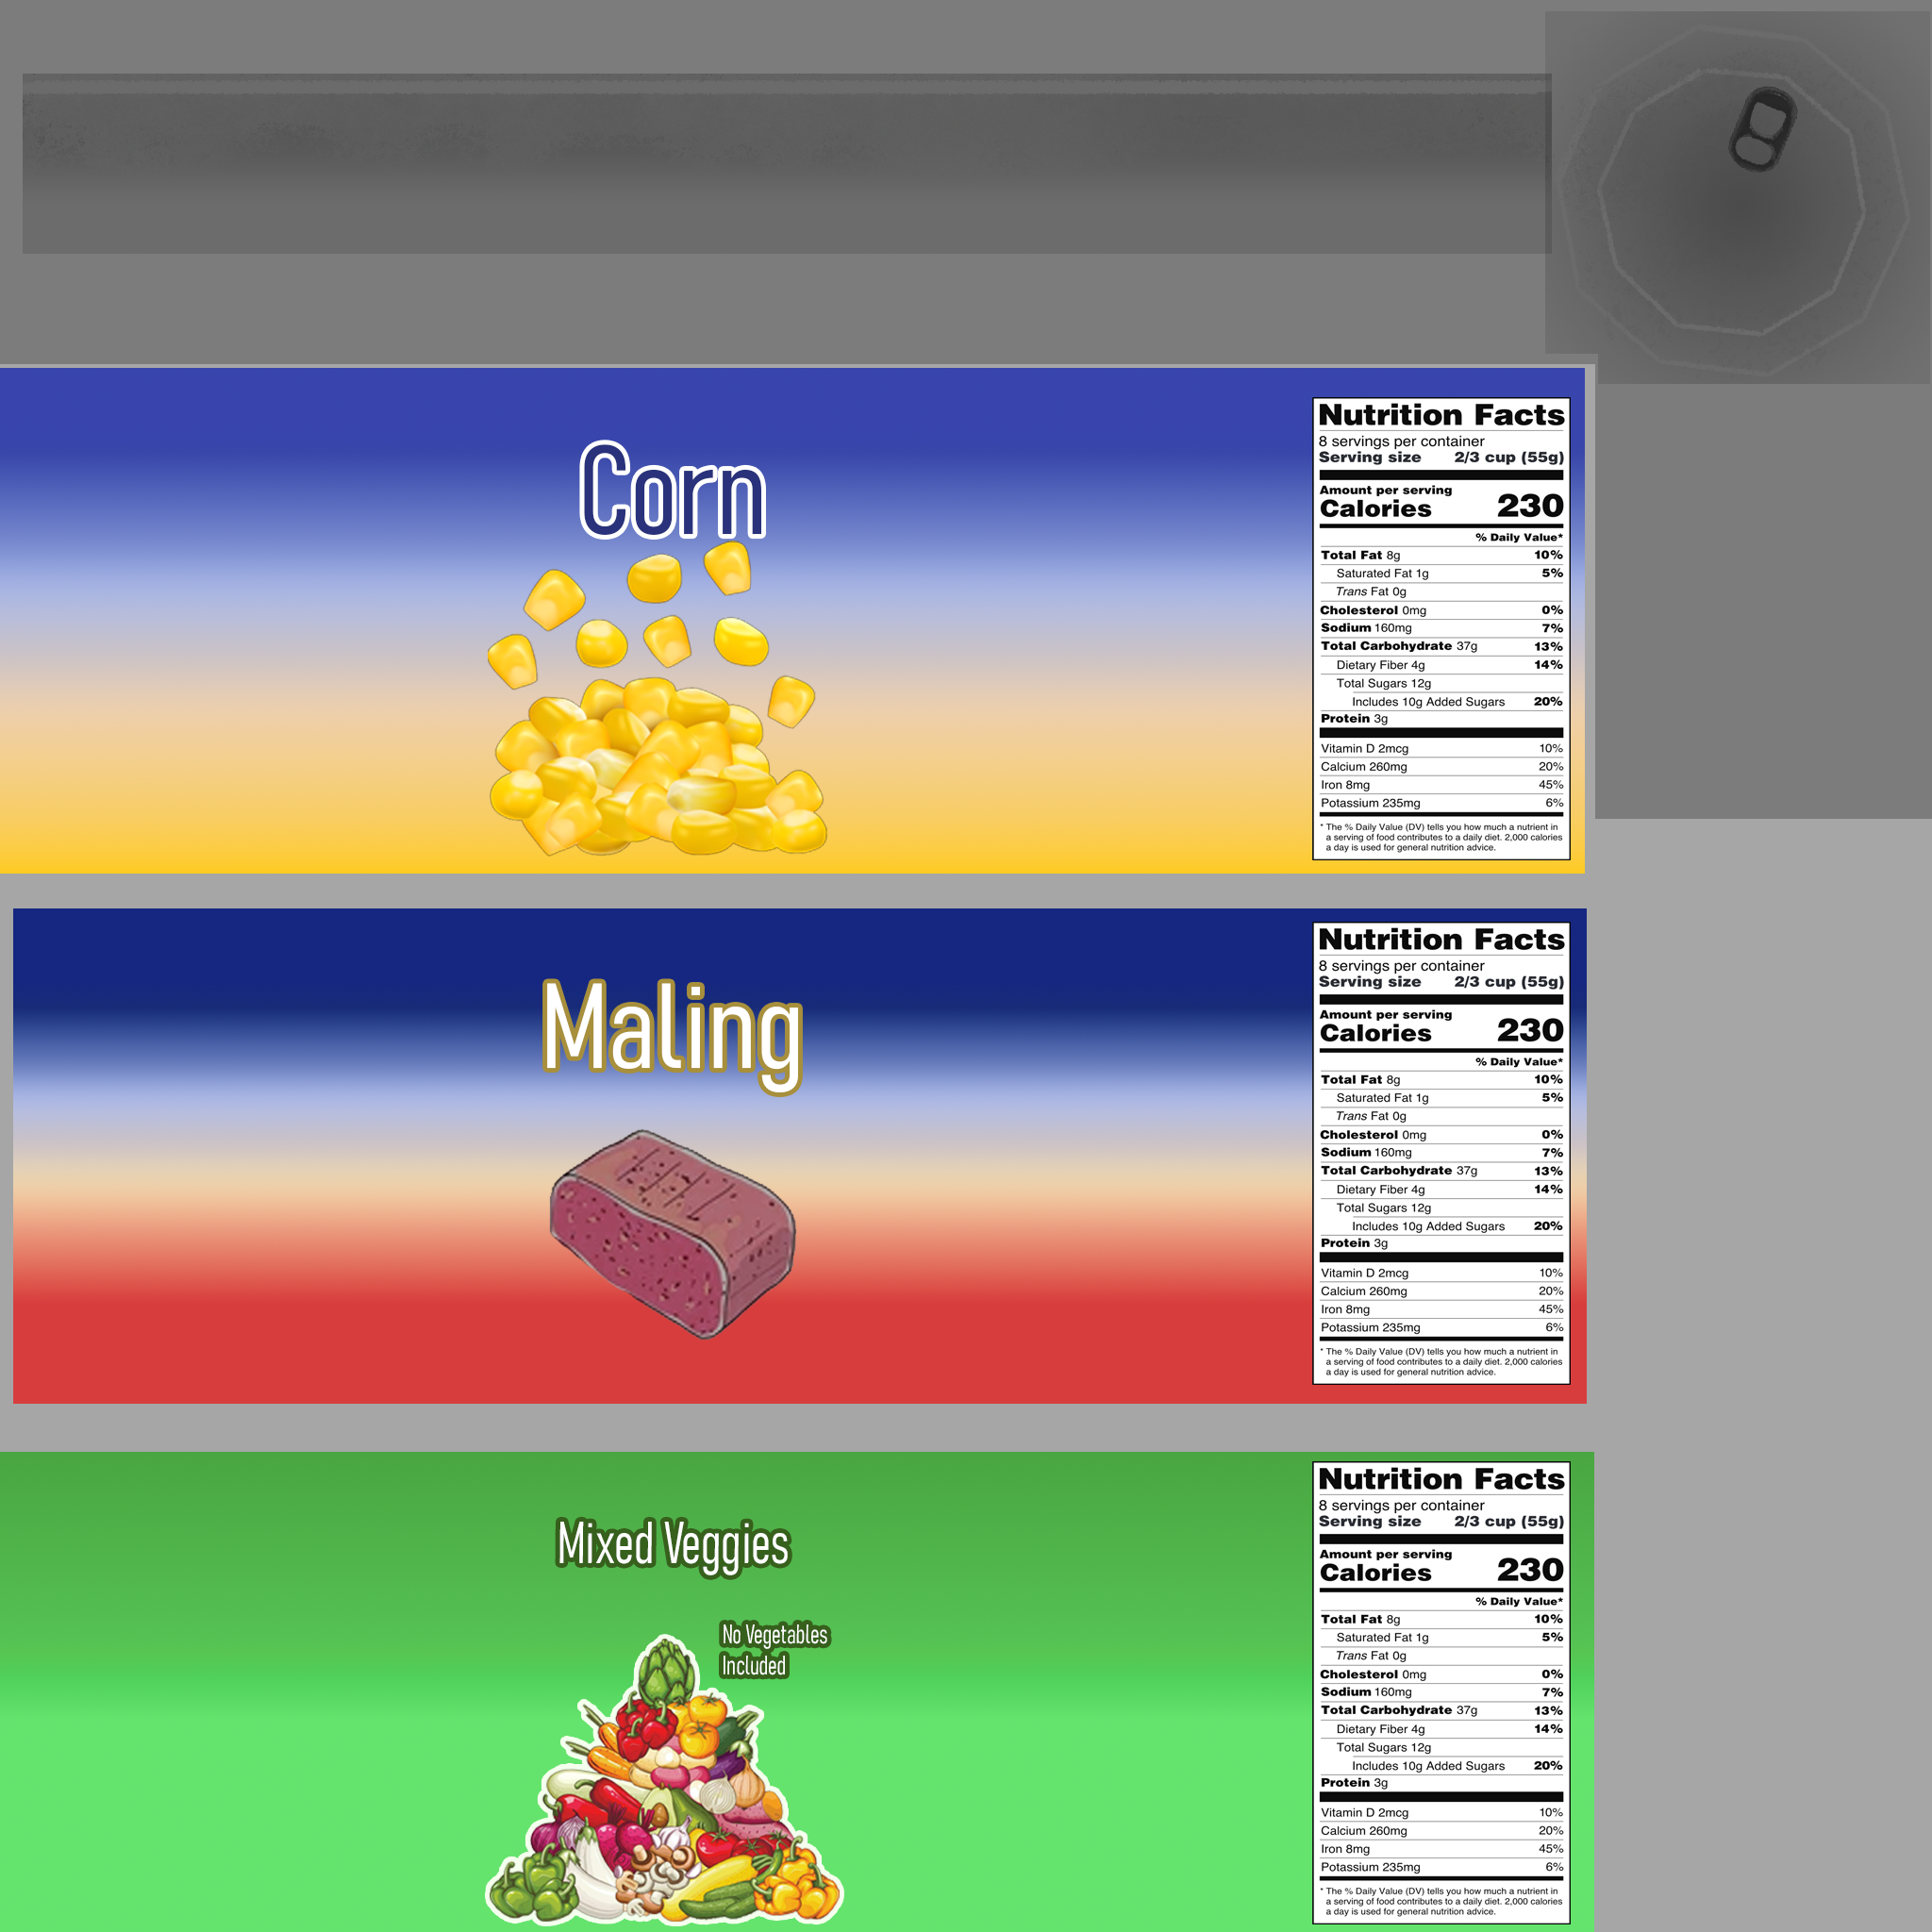 Corn
Nutrition Facts
8 servings per container
Serving size 2/3 cup (55g)
Amount per serving
Calories 230
% Daily Value*
Total Fat 8g 10%
Saturated Fat 1g 5%
Trans Fat 0g
Cholesterol 0mg 0%
Sodium 160mg 7%
Total Carbohydrate 37g 13%
Dietary Fiber 4g 14%
Total Sugars 12g
Includes 10g Added Sugars 20%
Protein 3g
Vitamin D 2mcg 10%
Calcium 260mg 20%
Iron 8mg 45%
Potassium 235mg 6%
* The % Daily Value (DV) tells you how much a nutrient in
a serving of food contributes to a daily diet. 2,000 calories
a day is used for general nutrition advice.
Maling
Nutrition Facts
8 servings per container
Serving size 2/3 cup (55g)
Amount per serving
Calories 230
% Daily Value*
Total Fat 8g 10%
Saturated Fat 1g 5%
Trans Fat 0g
Cholesterol 0mg 0%
Sodium 160mg 7%
Total Carbohydrate 37g 13%
Dietary Fiber 4g 14%
Total Sugars 12g
Includes 10g Added Sugars 20%
Protein 3g
Vitamin D 2mcg 10%
Calcium 260mg 20%
Iron 8mg 45%
Potassium 235mg 6%
* The % Daily Value (DV) tells you how much a nutrient in
a serving of food contributes to a daily diet. 2,000 calories
a day is used for general nutrition advice.
Mixed Veggies
No Vegetables
Included
Nutrition Facts
8 servings per container
Serving size 2/3 cup (55g)
Amount per serving
Calories 230
% Daily Value*
Total Fat 8g 10%
Saturated Fat 1g 5%
Trans Fat 0g
Cholesterol 0mg 0%
Sodium 160mg 7%
Total Carbohydrate 37g 13%
Dietary Fiber 4g 14%
Total Sugars 12g
Includes 10g Added Sugars 20%
Protein 3g
Vitamin D 2mcg 10%
Calcium 260mg 20%
Iron 8mg 45%
Potassium 235mg 6%
* The % Daily Value (DV) tells you how much a nutrient in
a serving of food contributes to a daily diet. 2,000 calories
a day is used for general nutrition advice.